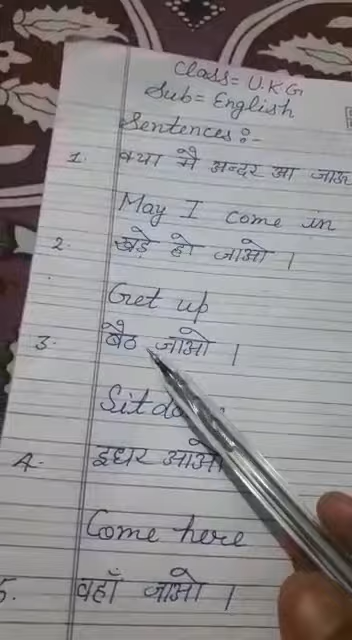 Class= U.K.G
Sub= English
Sentences:-
1. क्या मै अन्दर आ जाऊ
May I come in
2. खड़े हो जाओ ।
Get up
3. बैठ जाओ ।
Sit
4. इधर आओ
Come here
5. वहाँ जाओ ।